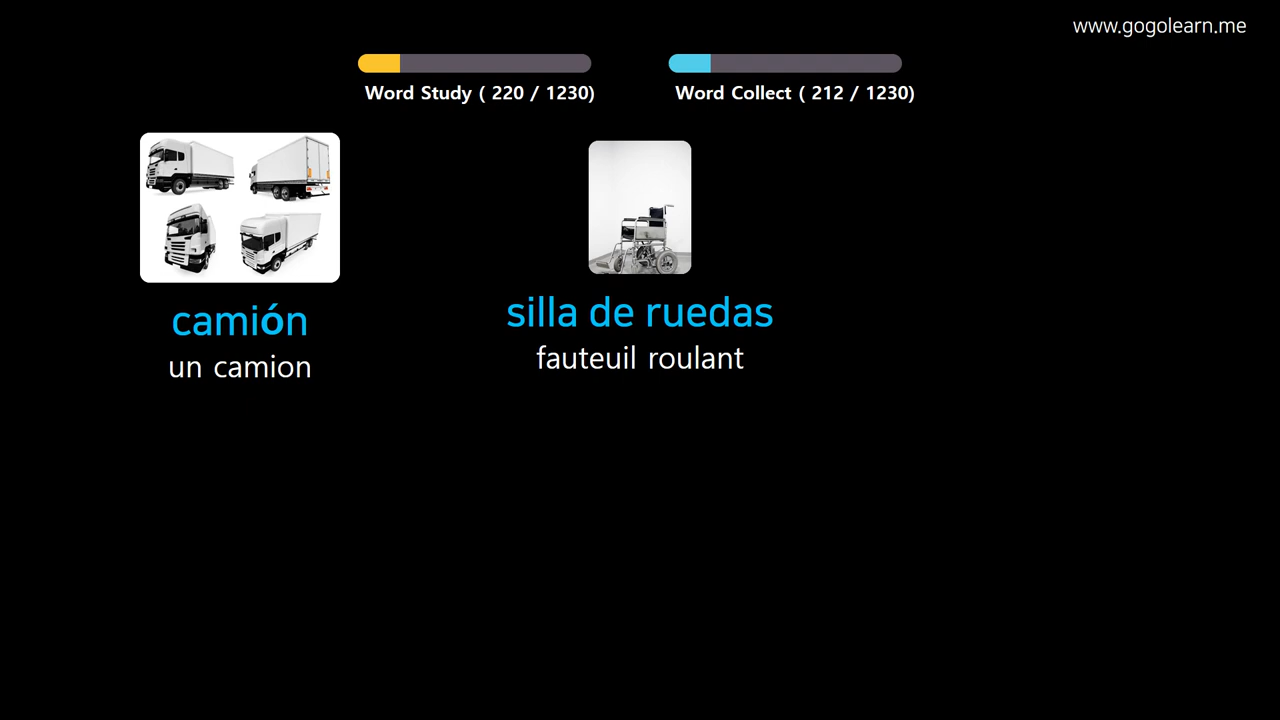 www.gogolearn.me
Word Study ( 220 / 1230)
Word Collect ( 212 / 1230)
camión
un camion
silla de ruedas
fauteuil roulant